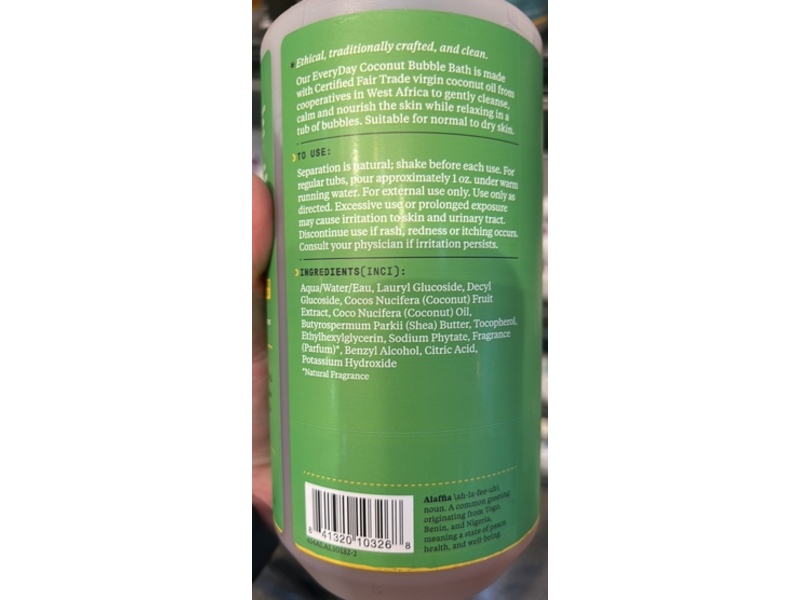 Ethical, traditionally crafted, and clean.
Our EveryDay Coconut Bubble Bath is made
with Certified Fair Trade virgin coconut oil from
cooperatives in West Africa to gently cleanse,
calm and nourish the skin while relaxing in a
tub of bubbles. Suitable for normal to dry skin.
TO USE:
Separation is natural; shake before each use. For
regular tubs, pour approximately 1 oz. under warm
running water. For external use only. Use only as
directed. Excessive use or prolonged exposure
may cause irritation to skin and urinary tract.
Discontinue use if rash, redness or itching occurs.
Consult your physician if irritation persists.
INGREDIENTS(INCI):
Aqua/Water/Eau, Lauryl Glucoside, Decyl
Glucoside, Cocos Nucifera (Coconut) Fruit
Extract, Coco Nucifera (Coconut) Oil,
Butyrospermum Parkii (Shea) Butter, Tocopherol,
Ethylhexylglycerin, Sodium Phytate, Fragrance
(Parfum)*, Benzyl Alcohol, Citric Acid,
Potassium Hydroxide
*Natural Fragrance
8 41320 10326 8
Alaffia \ah-la-fee-uh\
noun. A common greeting
originating from Togo,
Benin, and Nigeria,
meaning a state of peace
health, and well-being.